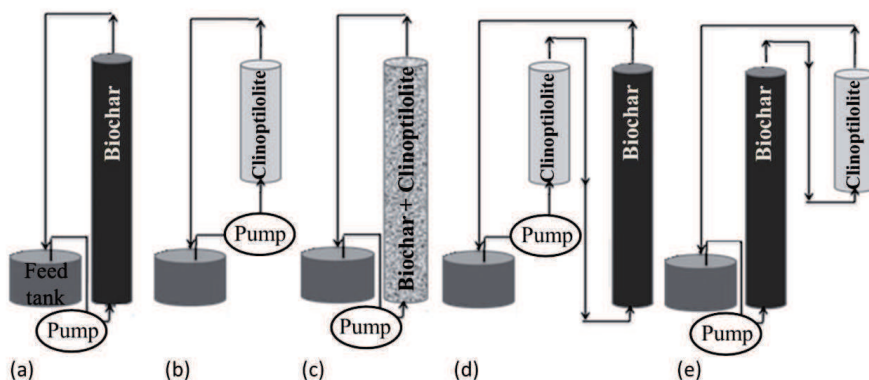 Biochar
Feed
tank
Pump
(a)
Clinoptilolite
Pump
(b)
Biochar + Clinoptilolite
Pump
(c)
Clinoptilolite
Biochar
Pump
(d)
Biochar
Clinoptilolite
Pump
(e)